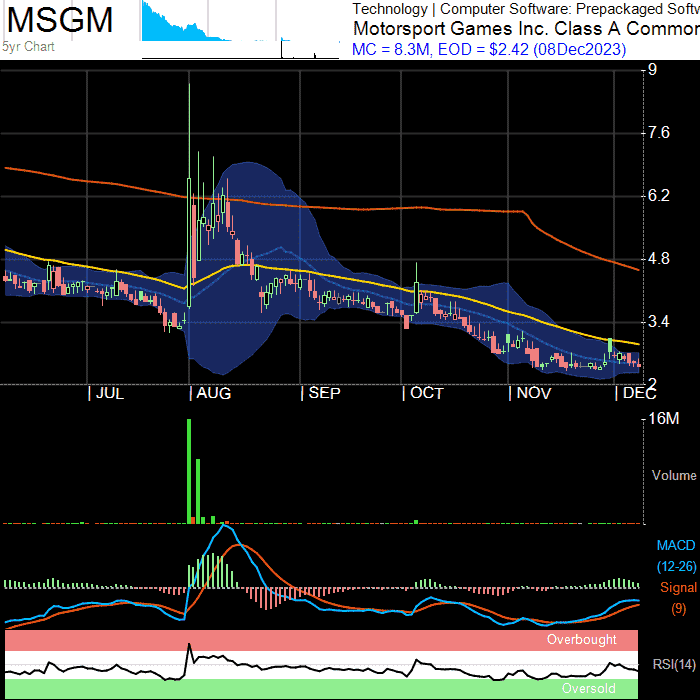 MSGM
5yr Chart
Technology | Computer Software: Prepackaged Softw
Motorsport Games Inc. Class A Common
MC = 8.3M, EOD = $2.42 (08Dec2023)
9
7.6
6.2
4.8
3.4
2
| JUL | AUG | SEP | OCT | NOV | DEC
16M
Volume
MACD
(12-26)
Signal
(9)
Overbought
RSI(14)
Oversold